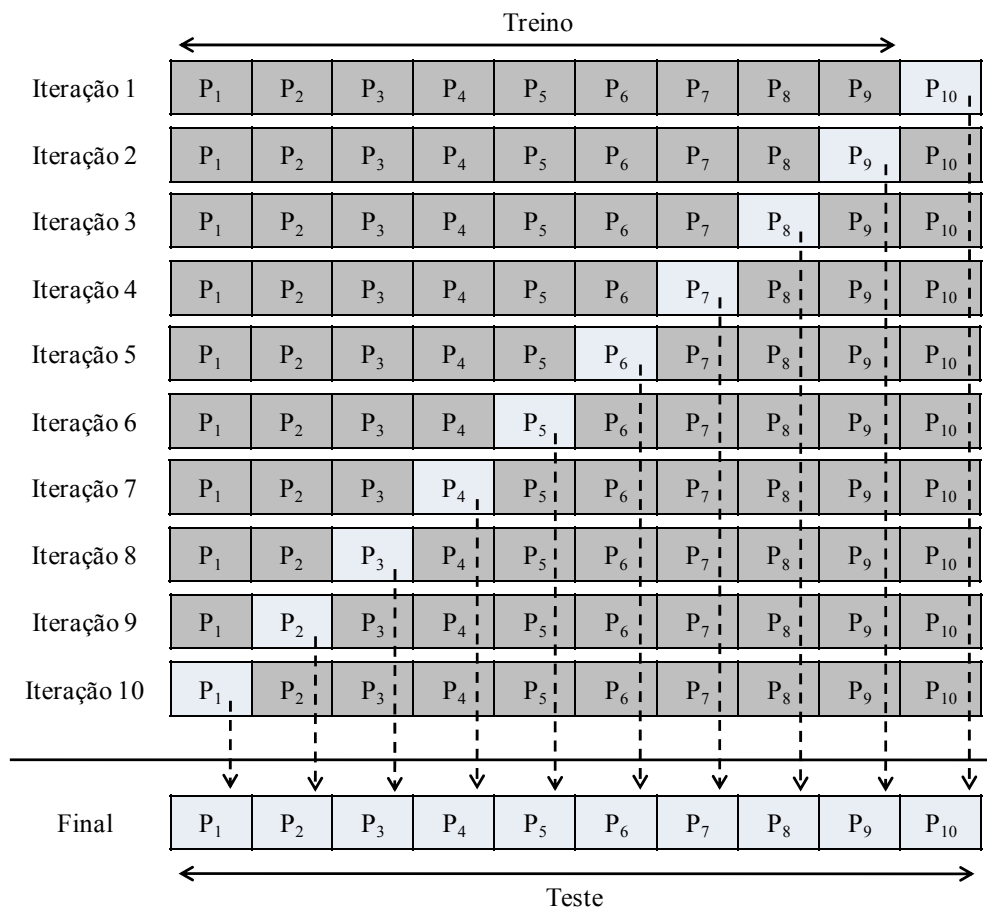 Treino
Iteração 1 P₁ P₂ P₃ P₄ P₅ P₆ P₇ P₈ P₉ P₁₀
Iteração 2 P₁ P₂ P₃ P₄ P₅ P₆ P₇ P₈ P₉ P₁₀
Iteração 3 P₁ P₂ P₃ P₄ P₅ P₆ P₇ P₈ P₉ P₁₀
Iteração 4 P₁ P₂ P₃ P₄ P₅ P₆ P₇ P₈ P₉ P₁₀
Iteração 5 P₁ P₂ P₃ P₄ P₅ P₆ P₇ P₈ P₉ P₁₀
Iteração 6 P₁ P₂ P₃ P₄ P₅ P₆ P₇ P₈ P₉ P₁₀
Iteração 7 P₁ P₂ P₃ P₄ P₅ P₆ P₇ P₈ P₉ P₁₀
Iteração 8 P₁ P₂ P₃ P₄ P₅ P₆ P₇ P₈ P₉ P₁₀
Iteração 9 P₁ P₂ P₃ P₄ P₅ P₆ P₇ P₈ P₉ P₁₀
Iteração 10 P₁ P₂ P₃ P₄ P₅ P₆ P₇ P₈ P₉ P₁₀
Final P₁ P₂ P₃ P₄ P₅ P₆ P₇ P₈ P₉ P₁₀
Teste